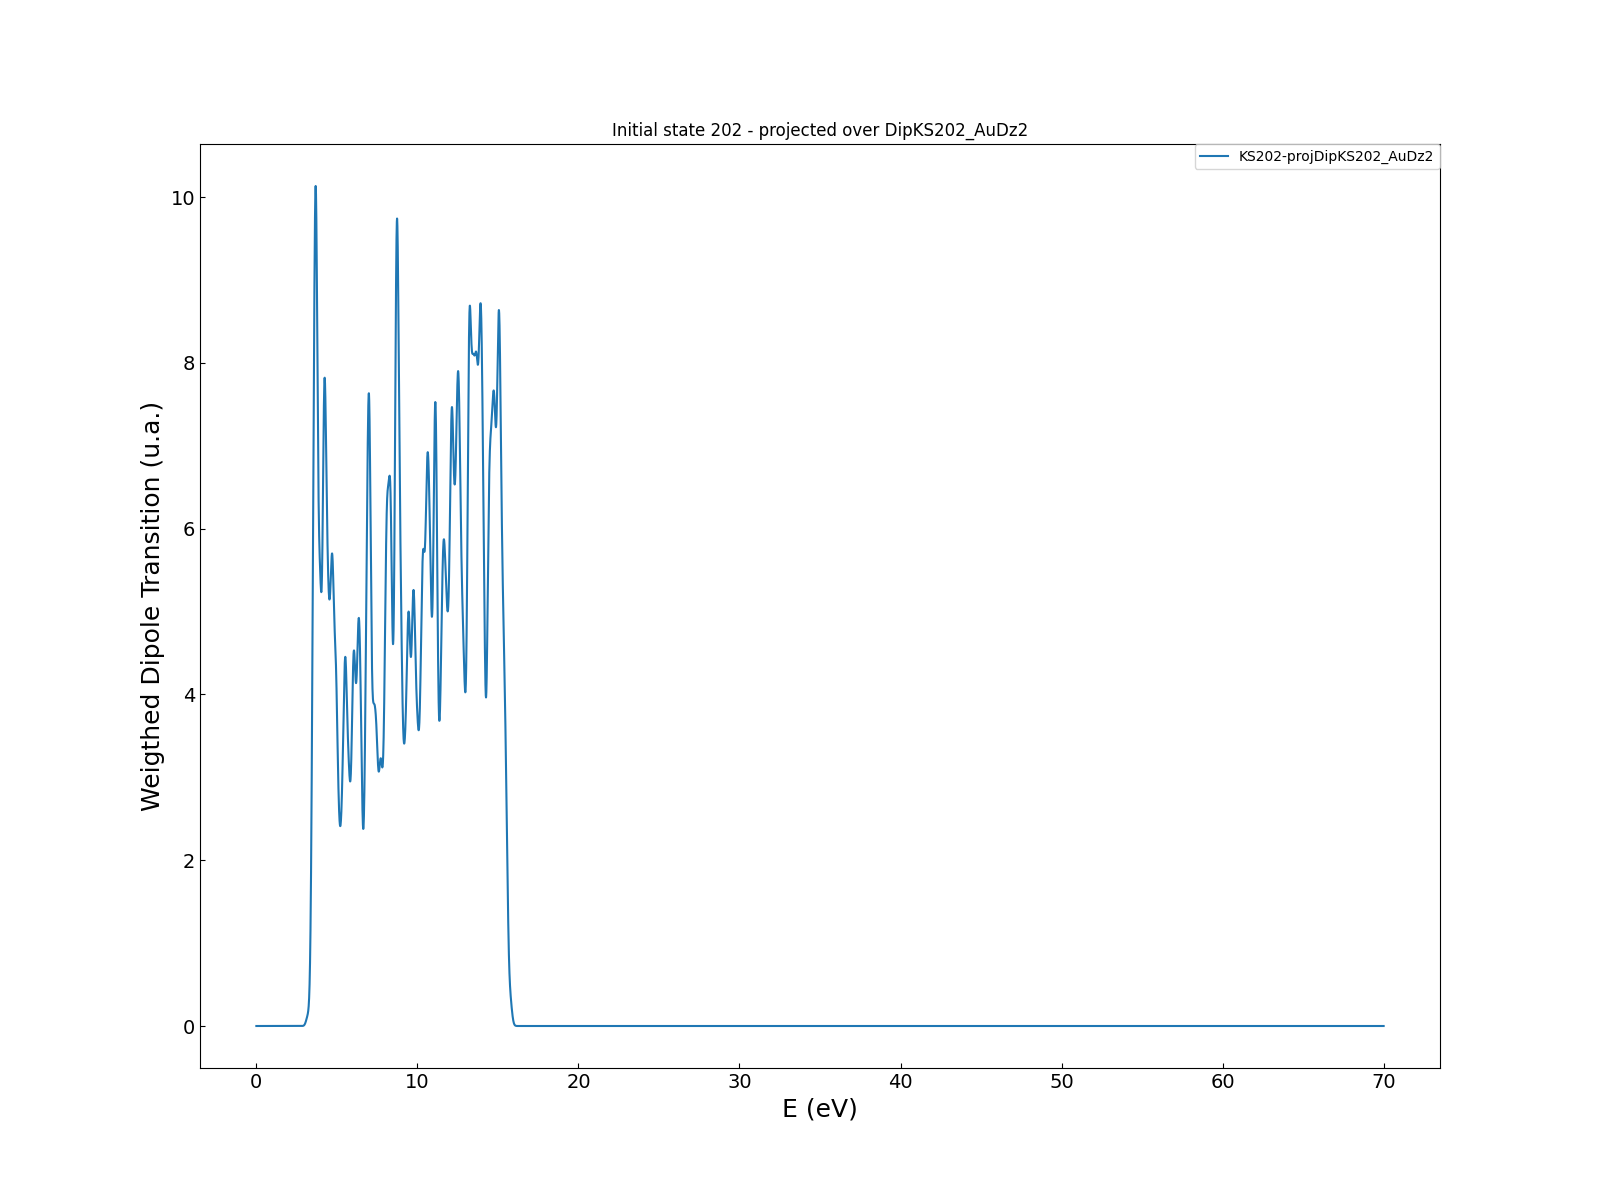 Initial state 202 - projected over DipKS202_AuDz2
KS202-projDipKS202_AuDz2
Weigthed Dipole Transition (u.a.)
10
8
6
4
2
0
0 10 20 30 40 50 60 70
E (eV)